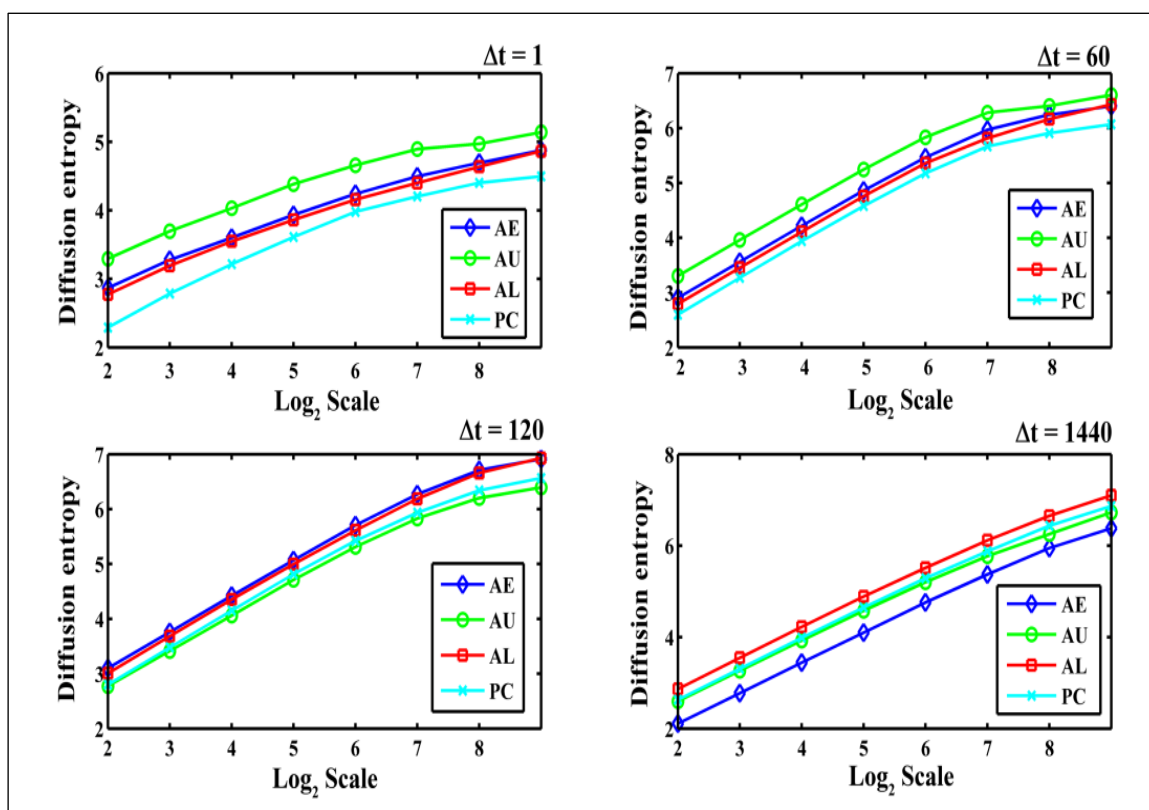 Δt = 1
Diffusion entropy
6
5
4
3
2
2 3 4 5 6 7 8
Log2 Scale
AE
AU
AL
PC
Δt = 60
Diffusion entropy
7
6
5
4
3
2
2 3 4 5 6 7 8
Log2 Scale
AE
AU
AL
PC
Δt = 120
Diffusion entropy
7
6
5
4
3
2
2 3 4 5 6 7 8
Log2 Scale
AE
AU
AL
PC
Δt = 1440
Diffusion entropy
8
6
4
2
2 3 4 5 6 7 8
Log2 Scale
AE
AU
AL
PC